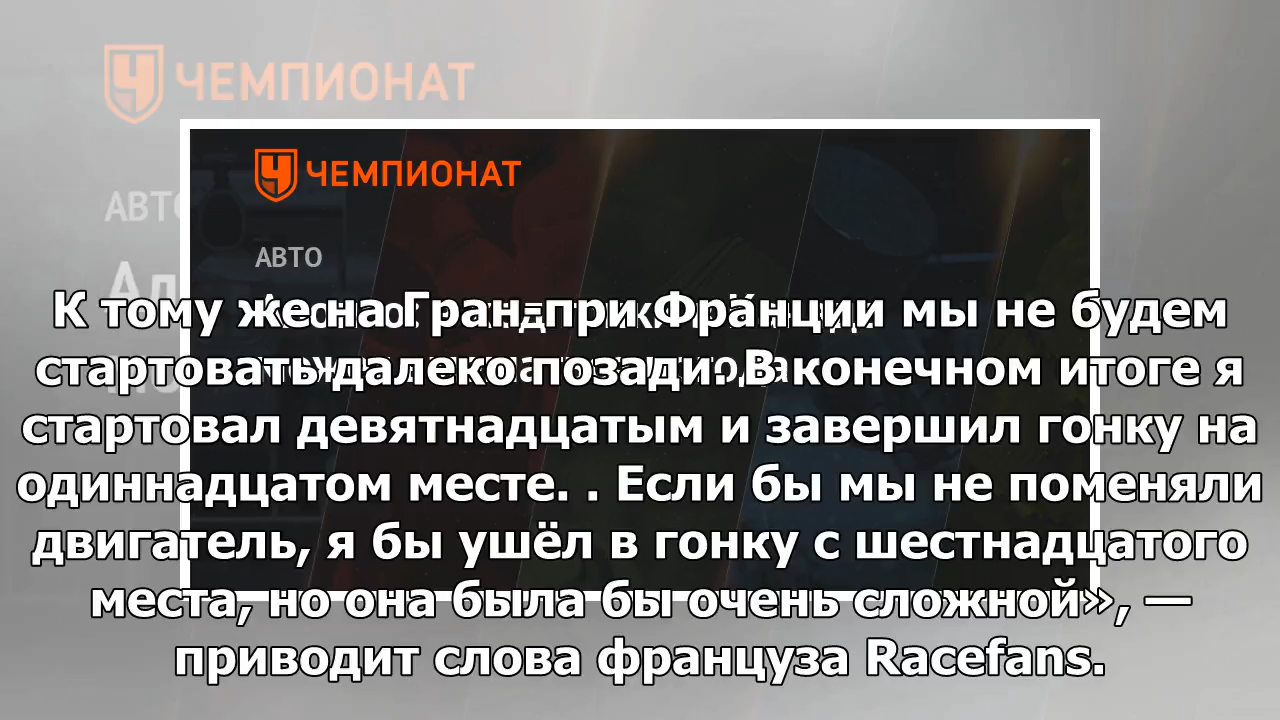 ЧЕМПИОНАТ
ЧЕМПИОНАТ
АВТО
АВТО
К тому же на Гран-при Франции мы не будем
стартовать далеко позади. В конечном итоге я
стартовал девятнадцатым и завершил гонку на
одиннадцатом месте. . Если бы мы не поменяли
двигатель, я бы ушёл в гонку с шестнадцатого
места, но она была бы очень сложной», —
приводит слова француза Racefans.